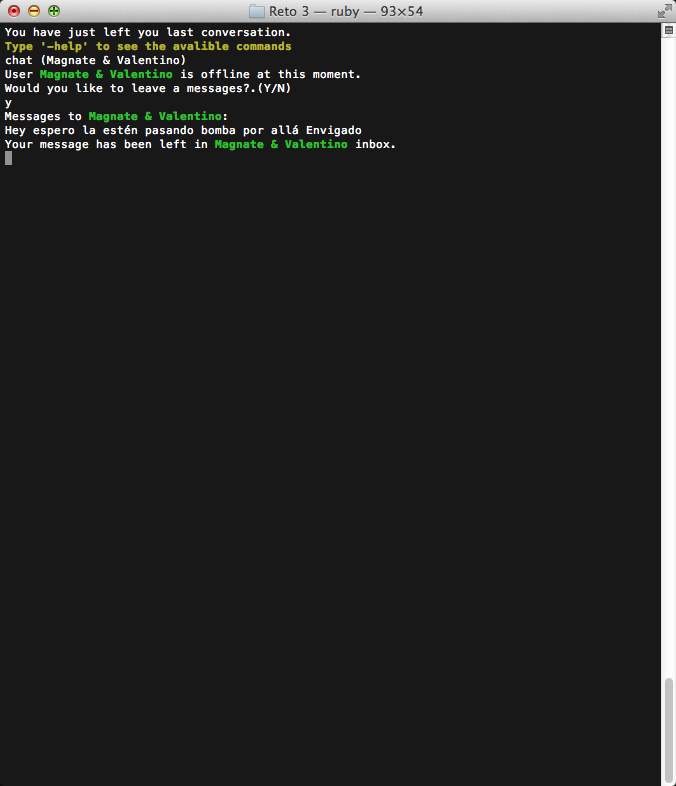 Reto 3 — ruby — 93×54
You have just left you last conversation.
Type '-help' to see the avalible commands
chat (Magnate & Valentino)
User Magnate & Valentino is offline at this moment.
Would you like to leave a messages?.(Y/N)
y
Messages to Magnate & Valentino:
Hey espero la estén pasando bomba por allá Envigado
Your message has been left in Magnate & Valentino inbox.